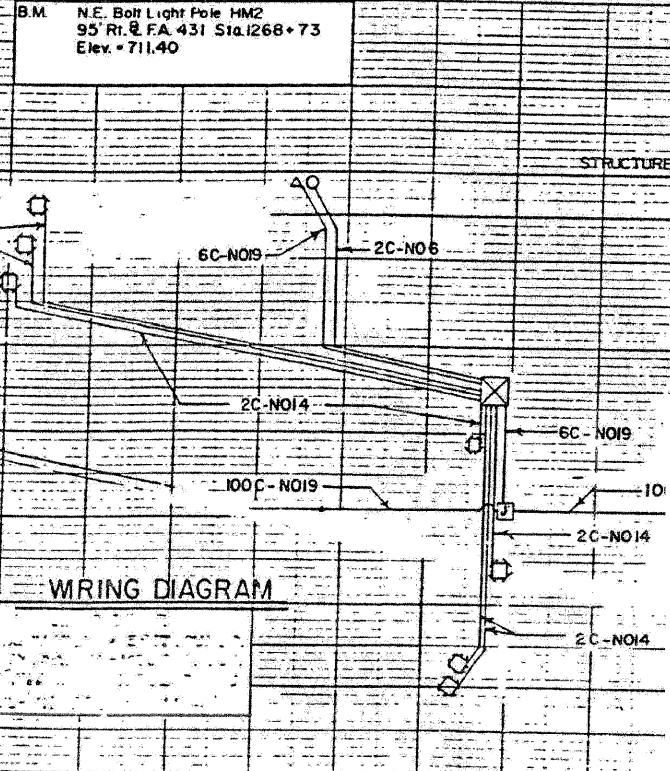 B.M. N.E. Bolt Light Pole HM2
95' Rt. ℄ F.A. 431 Sta.1268+73
Elev. = 711.40
STRUCTURE
6C-NO19
2C-NO6
2C-NO14
6C-NO19
100C-NO19
10
J
2C-NO14
WIRING DIAGRAM
2C-NO14